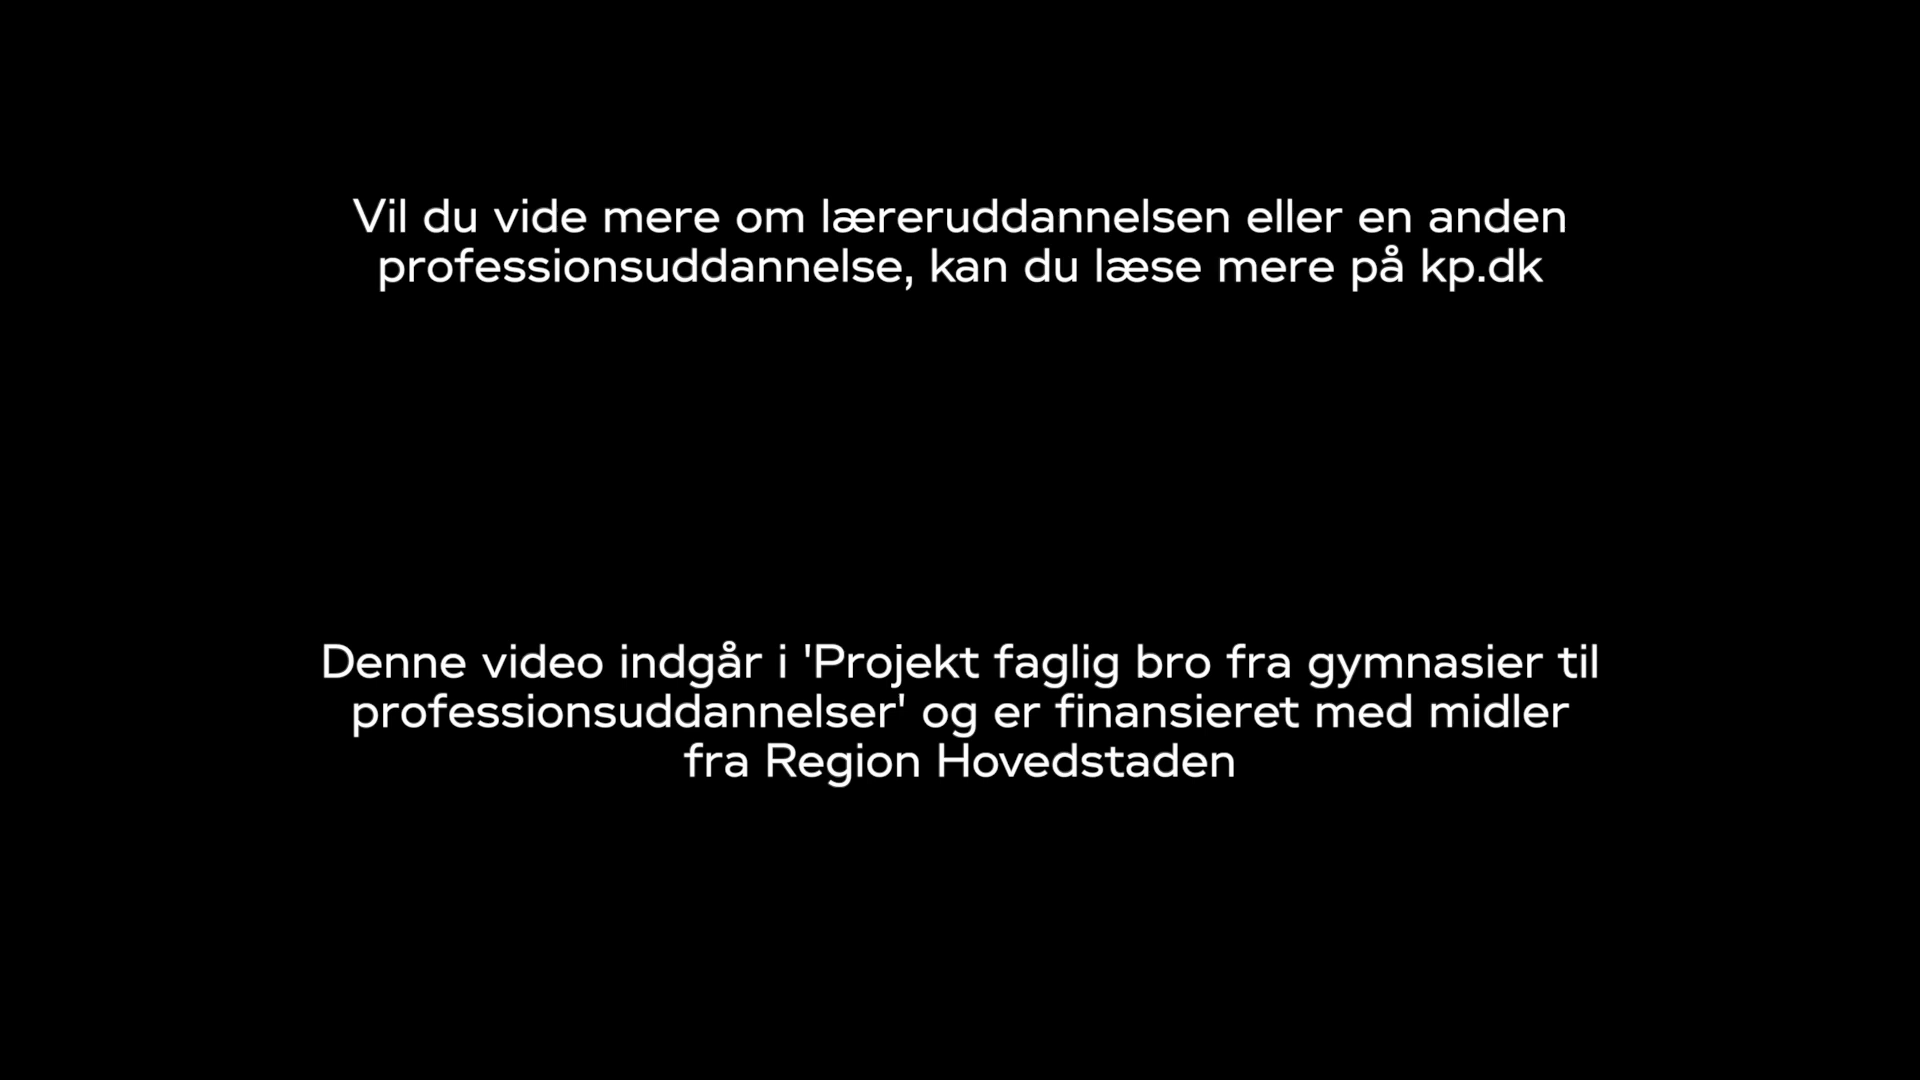 Vil du vide mere om læreruddannelsen eller en anden
professionsuddannelse, kan du læse mere på kp.dk
Denne video indgår i 'Projekt faglig bro fra gymnasier til
professionsuddannelser' og er finansieret med midler
fra Region Hovedstaden